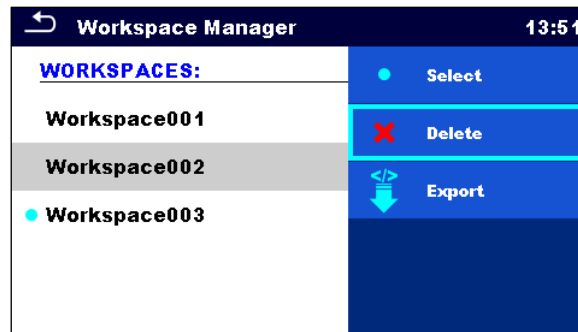 Workspace Manager 13:51
WORKSPACES:
Select
Workspace001
Delete
Workspace002
Export
Workspace003